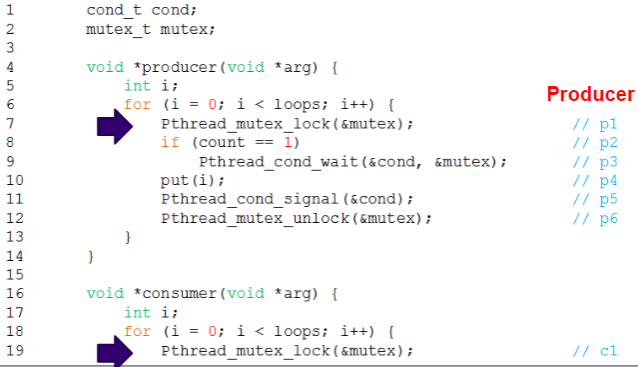 1 cond_t cond;
2 mutex_t mutex;
3
4 void *producer(void *arg) {
5 int i;
6 for (i = 0; i < loops; i++) {
Producer
7 Pthread_mutex_lock(&mutex); // p1
8 if (count == 1) // p2
9 Pthread_cond_wait(&cond, &mutex); // p3
10 put(i); // p4
11 Pthread_cond_signal(&cond); // p5
12 Pthread_mutex_unlock(&mutex); // p6
13 }
14 }
15
16 void *consumer(void *arg) {
17 int i;
18 for (i = 0; i < loops; i++) {
19 Pthread_mutex_lock(&mutex); // c1